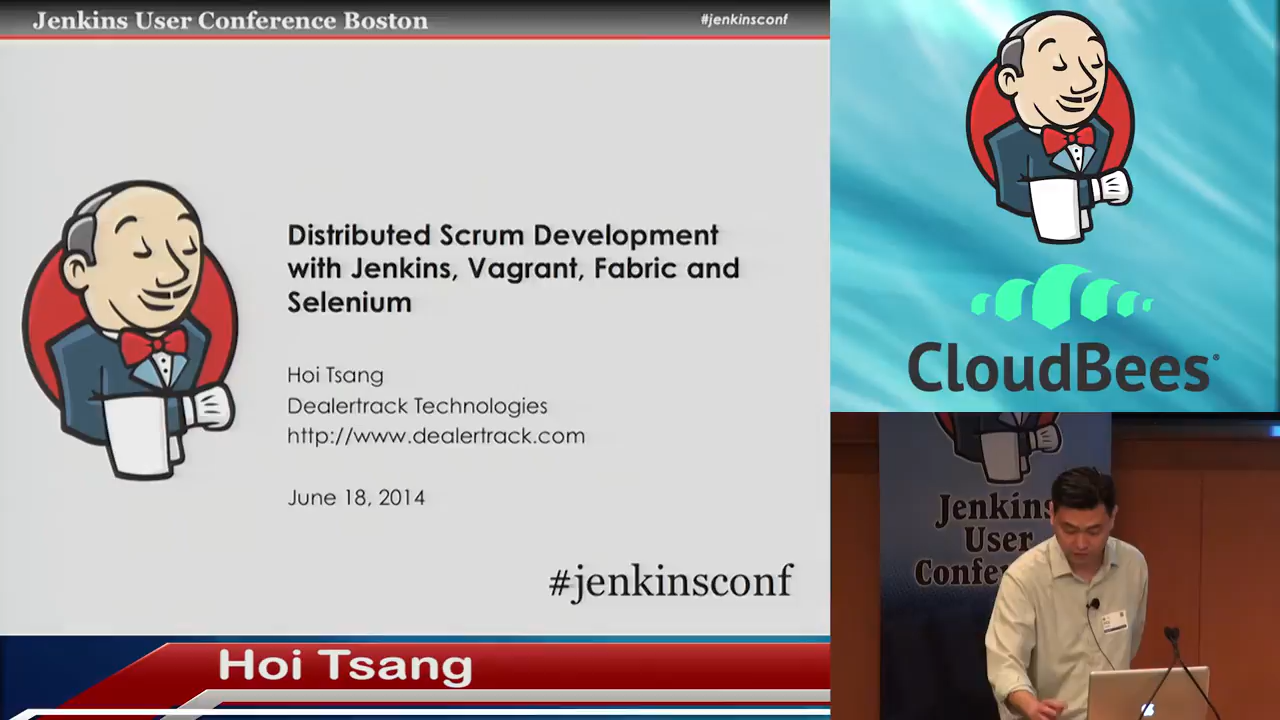 Jenkins User Conference Boston
#jenkinsconf
Distributed Scrum Development
with Jenkins, Vagrant, Fabric and
Selenium
Hoi Tsang
Dealertrack Technologies
http://www.dealertrack.com
June 18, 2014
#jenkinsconf
Hoi Tsang
CloudBees
Jenkins
User
Confe